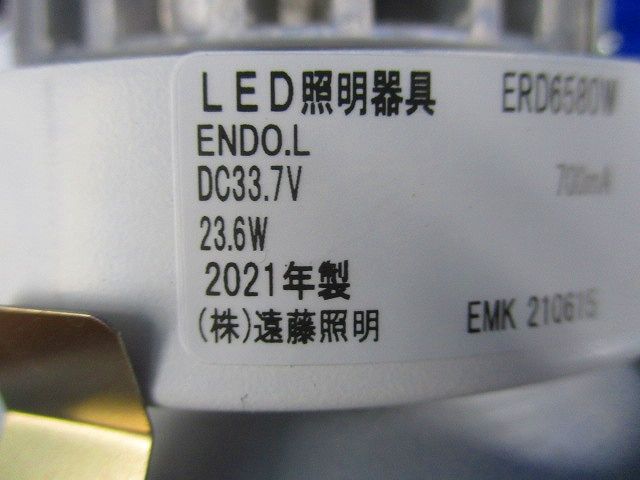 LED照明器具 ERD6580W
ENDO.L
DC33.7V 700mA
23.6W
2021年製
(株)遠藤照明 EMK 210615